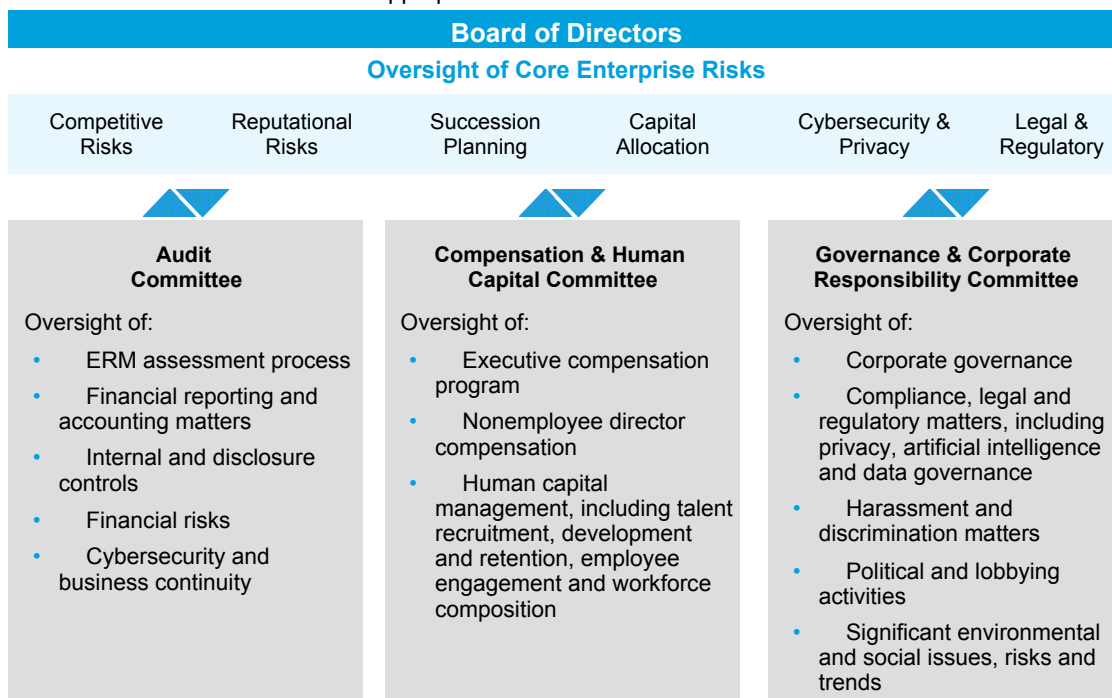 Board of Directors
Oversight of Core Enterprise Risks
Competitive
Risks
Reputational
Risks
Succession
Planning
Capital
Allocation
Cybersecurity &
Privacy
Legal &
Regulatory
Audit
Committee
Oversight of:
• ERM assessment process
• Financial reporting and
accounting matters
• Internal and disclosure
controls
• Financial risks
• Cybersecurity and
business continuity
Compensation & Human
Capital Committee
Oversight of:
• Executive compensation
program
• Nonemployee director
compensation
• Human capital
management, including talent
recruitment, development
and retention, employee
engagement and workforce
composition
Governance & Corporate
Responsibility Committee
Oversight of:
• Corporate governance
• Compliance, legal and
regulatory matters, including
privacy, artificial intelligence
and data governance
• Harassment and
discrimination matters
• Political and lobbying
activities
• Significant environmental
and social issues, risks and
trends